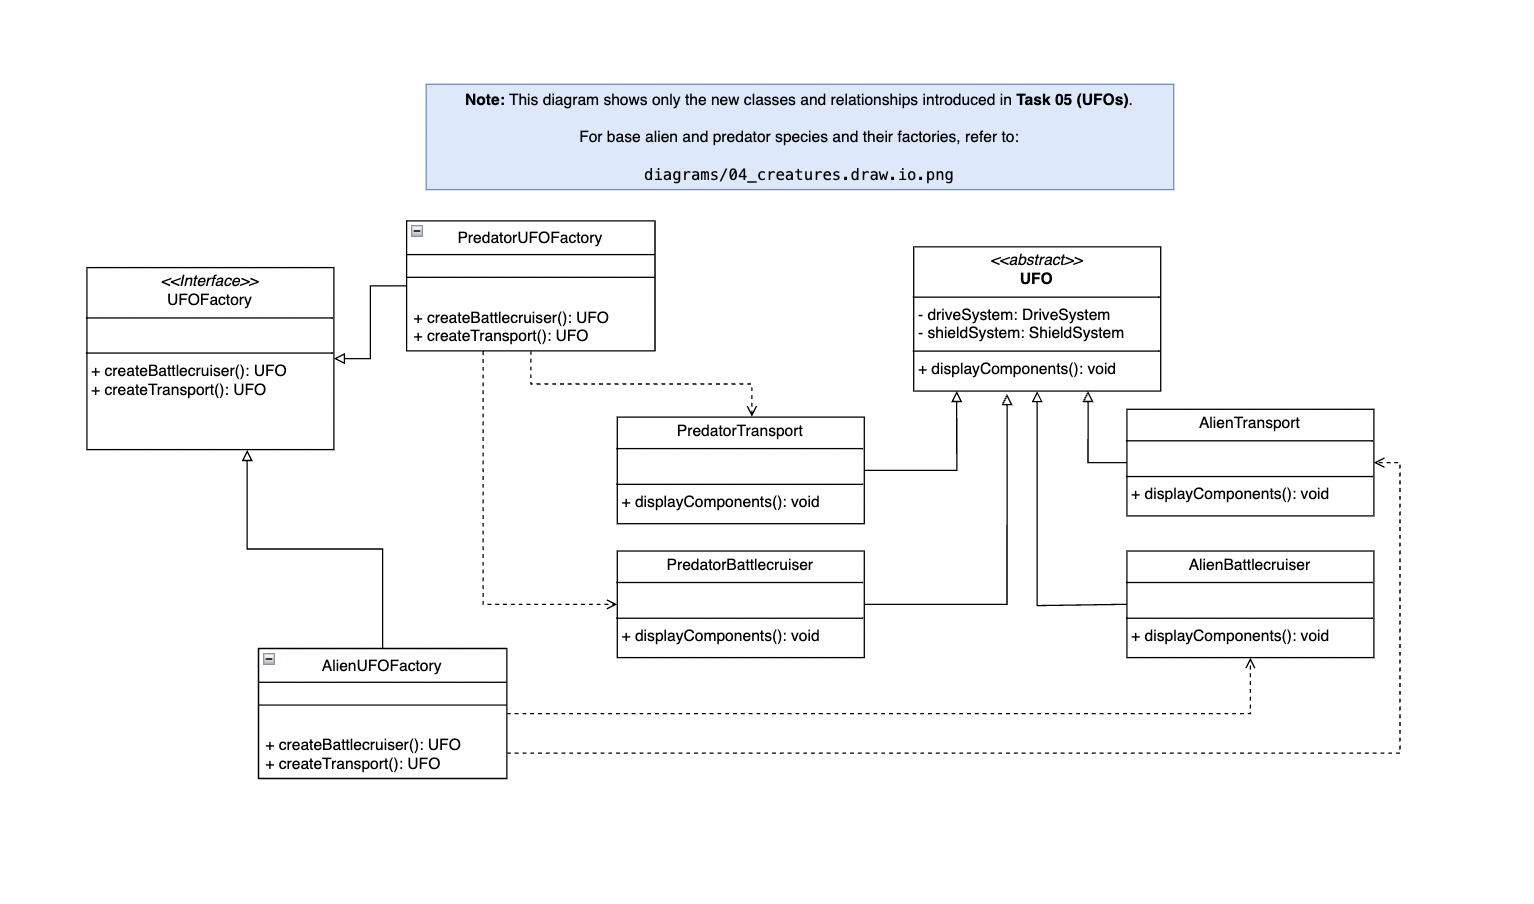 Note: This diagram shows only the new classes and relationships introduced in Task 05 (UFOs).
For base alien and predator species and their factories, refer to:
diagrams/04_creatures.draw.io.png
PredatorUFOFactory
+ createBattlecruiser(): UFO
+ createTransport(): UFO
<<Interface>>
UFOFactory
+ createBattlecruiser(): UFO
+ createTransport(): UFO
<<abstract>>
UFO
- driveSystem: DriveSystem
- shieldSystem: ShieldSystem
+ displayComponents(): void
PredatorTransport
+ displayComponents(): void
AlienTransport
+ displayComponents(): void
PredatorBattlecruiser
+ displayComponents(): void
AlienBattlecruiser
+ displayComponents(): void
AlienUFOFactory
+ createBattlecruiser(): UFO
+ createTransport(): UFO